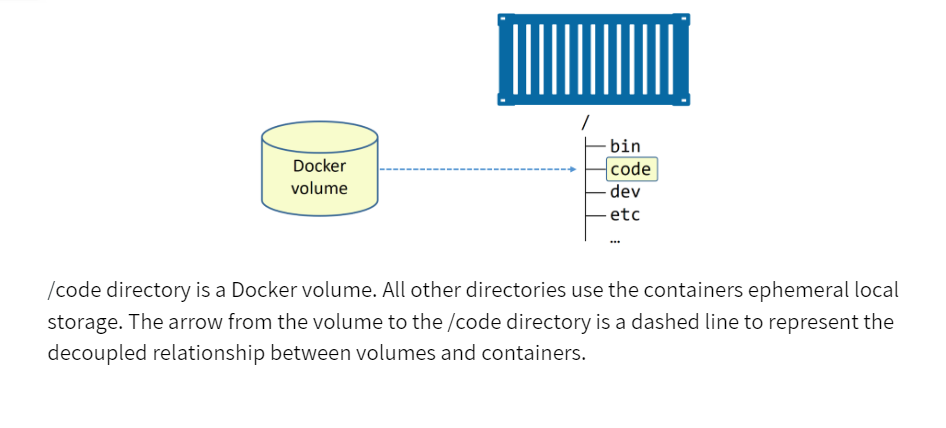 /
bin
Docker
volume
code
dev
etc
...
/code directory is a Docker volume. All other directories use the containers ephemeral local
storage. The arrow from the volume to the /code directory is a dashed line to represent the
decoupled relationship between volumes and containers.